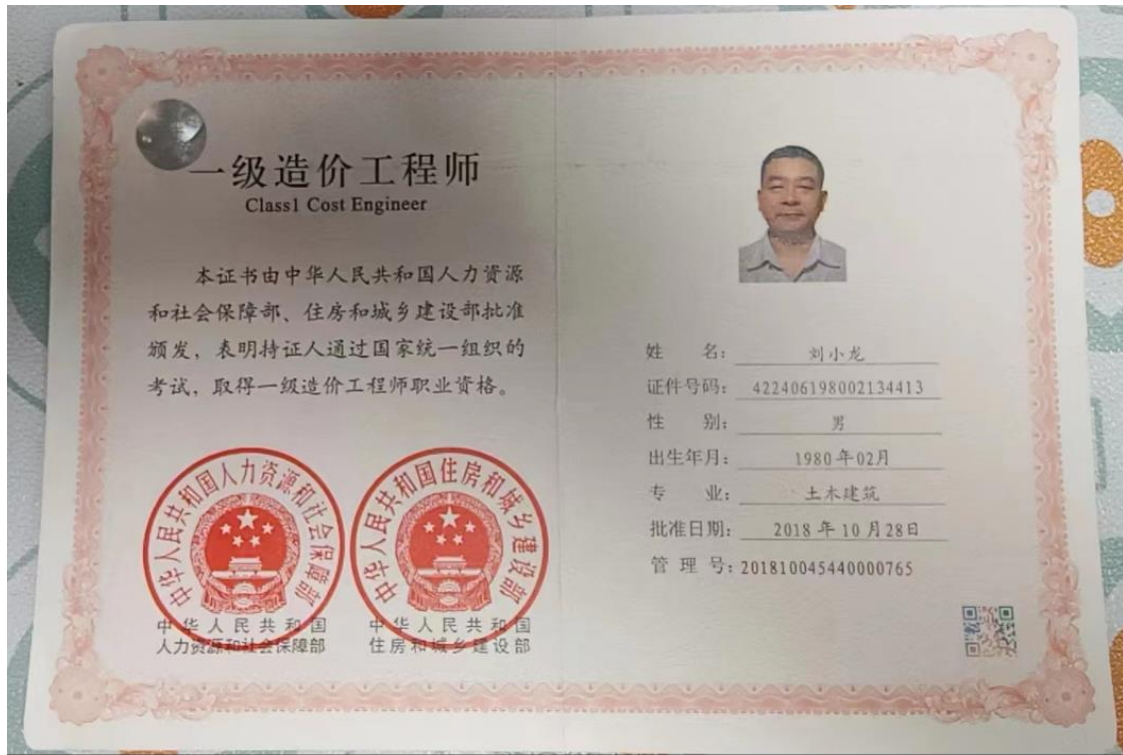 一级造价工程师
Class1 Cost Engineer
本证书由中华人民共和国人力资源
和社会保障部、住房和城乡建设部批准
颁发，表明持证人通过国家统一组织的
考试，取得一级造价工程师职业资格。
中华人民共和国人力资源和社会保障部
中华人民共和国住房和城乡建设部
中华人民共和国
人力资源和社会保障部
中华人民共和国
住房和城乡建设部
姓 名：刘小龙
证件号码：422406198002134413
性 别：男
出生年月：1980年02月
专 业：土木建筑
批准日期：2018年10月28日
管 理 号：201810045440000765